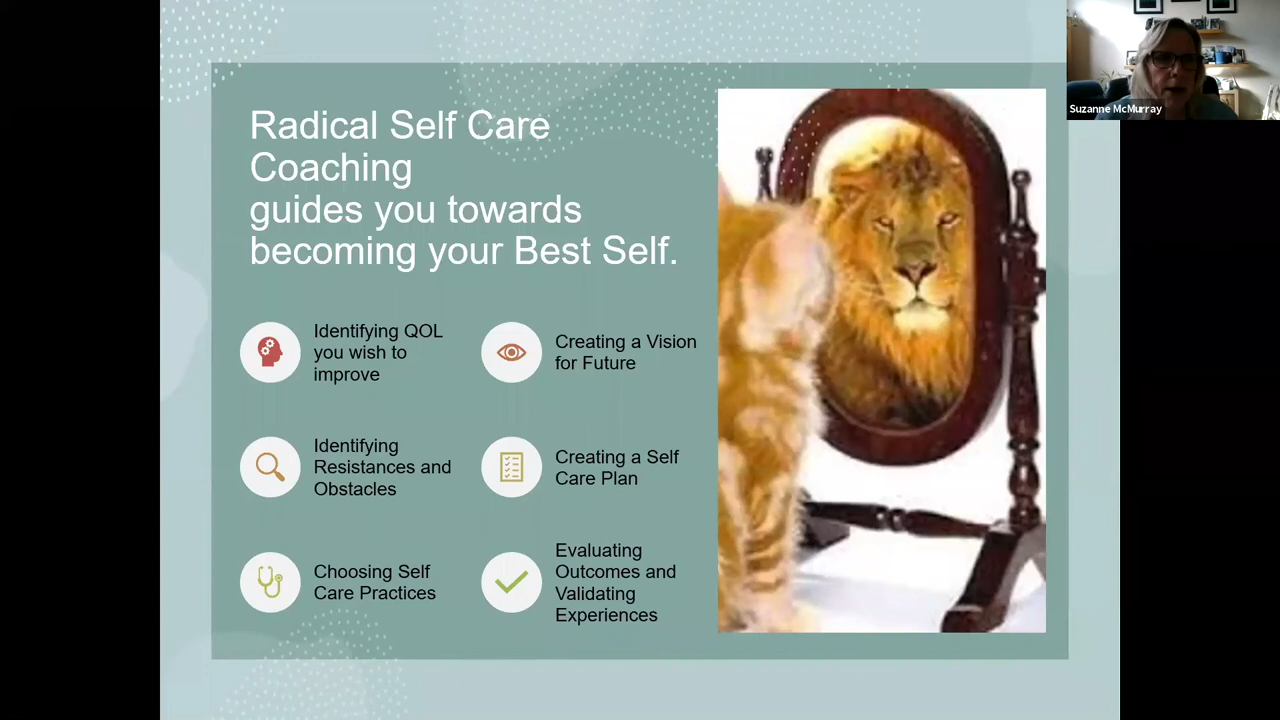 Radical Self Care
Coaching
guides you towards
becoming your Best Self.
Identifying QOL
you wish to
improve
Creating a Vision
for Future
Identifying
Resistances and
Obstacles
Creating a Self
Care Plan
Choosing Self
Care Practices
Evaluating
Outcomes and
Validating
Experiences
Suzanne McMurray